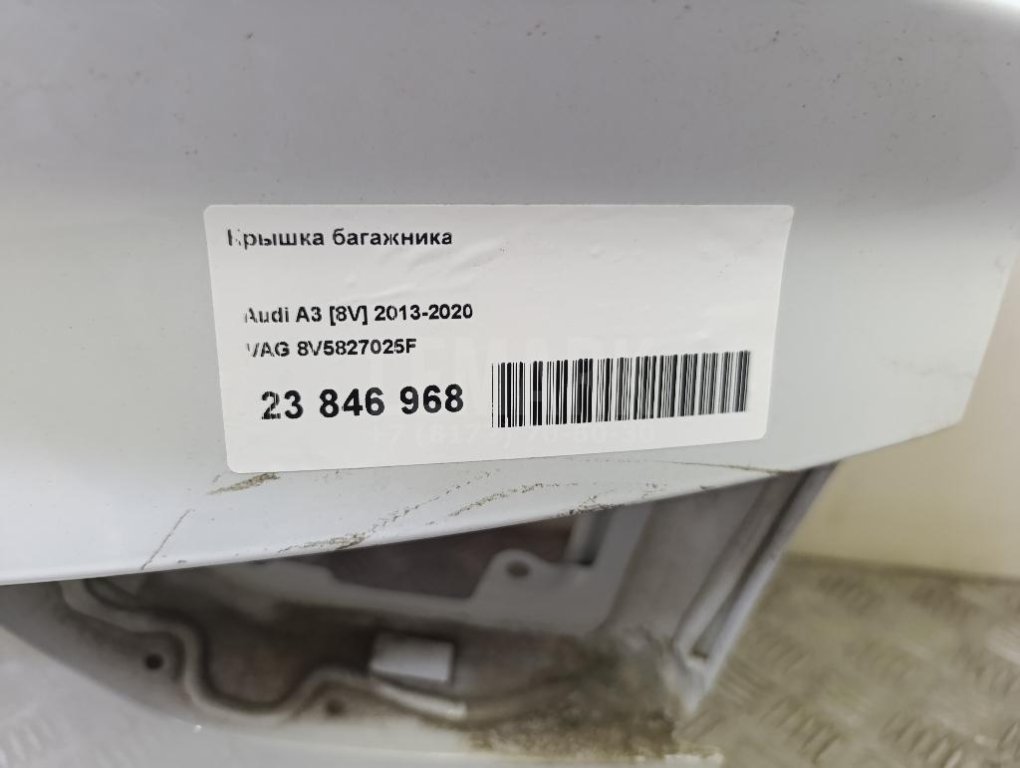 Крышка багажника
Audi A3 [8V] 2013-2020
VAG 8V5827025F
23 846 968